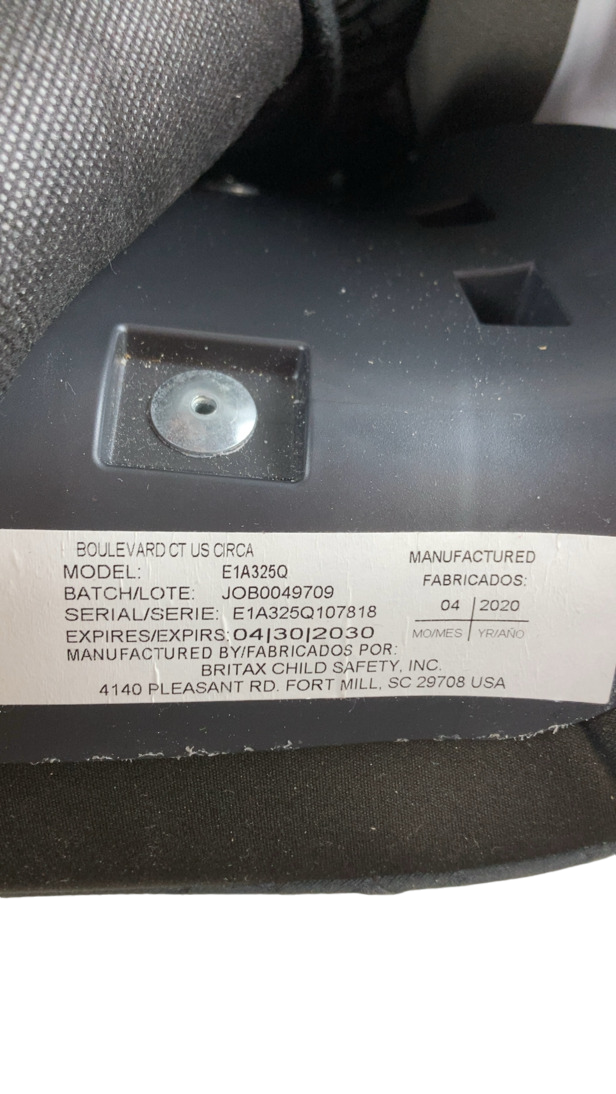 BOULEVARD CT US CIRCA
MODEL: E1A325Q
BATCH/LOTE: JOB0049709
SERIAL/SERIE: E1A325Q107818
EXPIRES/EXPIRS: 04|30|2030
MANUFACTURED BY/FABRICADOS POR:
BRITAX CHILD SAFETY, INC.
4140 PLEASANT RD. FORT MILL, SC 29708 USA
MANUFACTURED
FABRICADOS:
04 | 2020
MO/MES | YR/AÑO